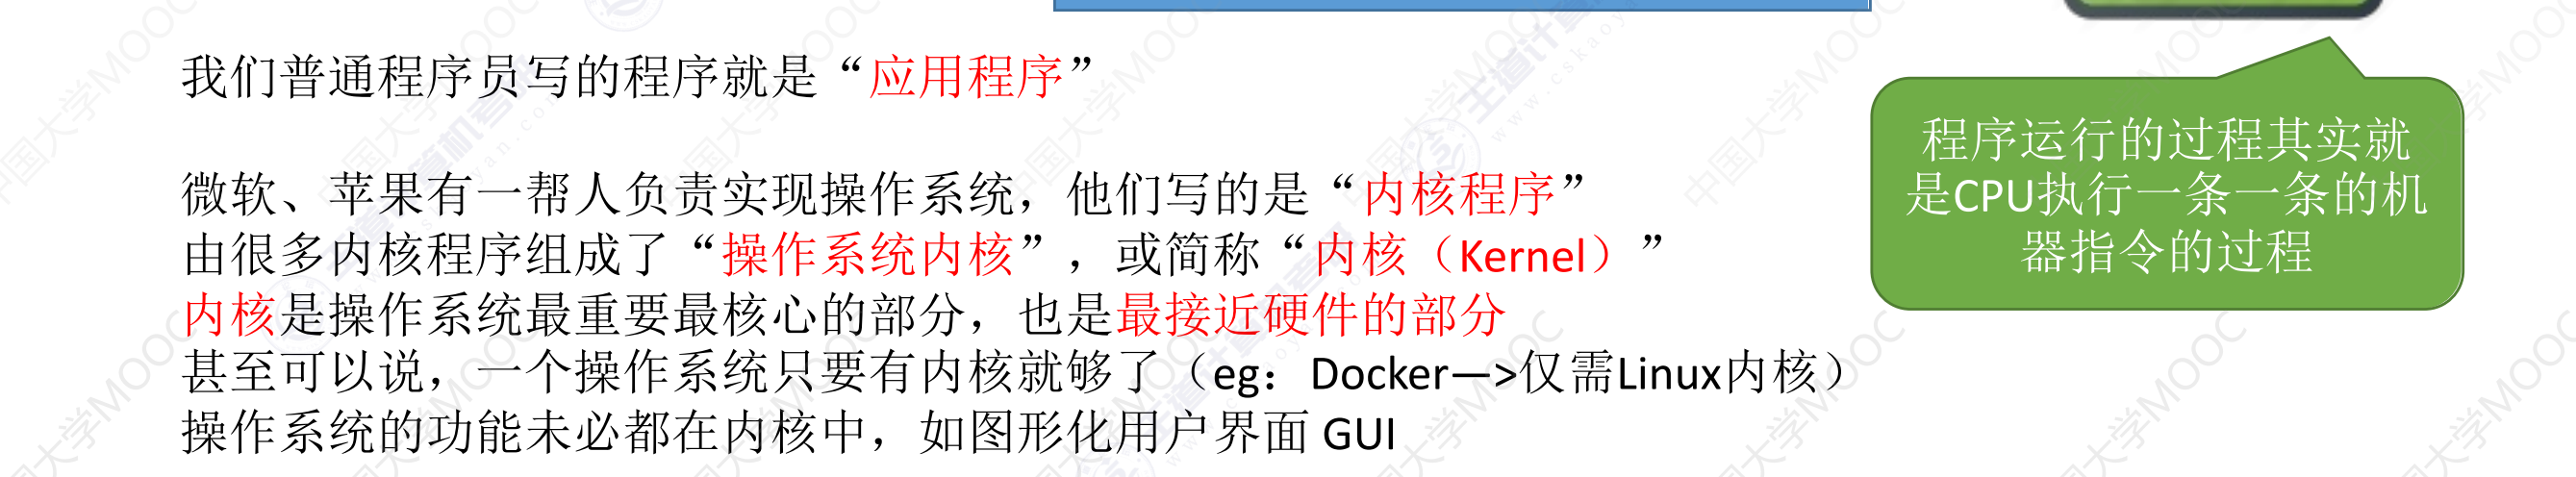 我们普通程序员写的程序就是“应用程序”
微软、苹果有一帮人负责实现操作系统，他们写的是“内核程序”
由很多内核程序组成了“操作系统内核”，或简称“内核（Kernel）”
内核是操作系统最重要最核心的部分，也是最接近硬件的部分
甚至可以说，一个操作系统只要有内核就够了（eg：Docker—>仅需Linux内核）
操作系统的功能未必都在内核中，如图形化用户界面 GUI
程序运行的过程其实就
是CPU执行一条一条的机
器指令的过程